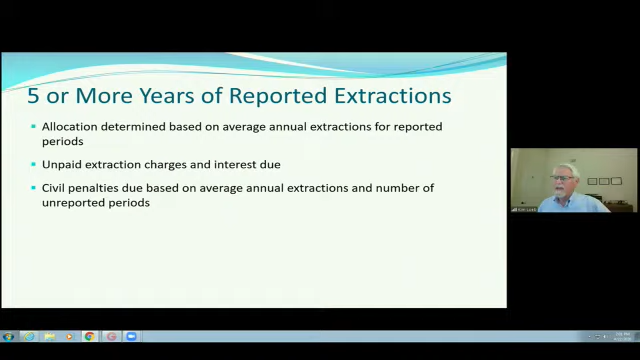 5 or More Years of Reported Extractions
Allocation determined based on average annual extractions for reported
periods
Unpaid extraction charges and interest due
Civil penalties due based on average annual extractions and number of
unreported periods